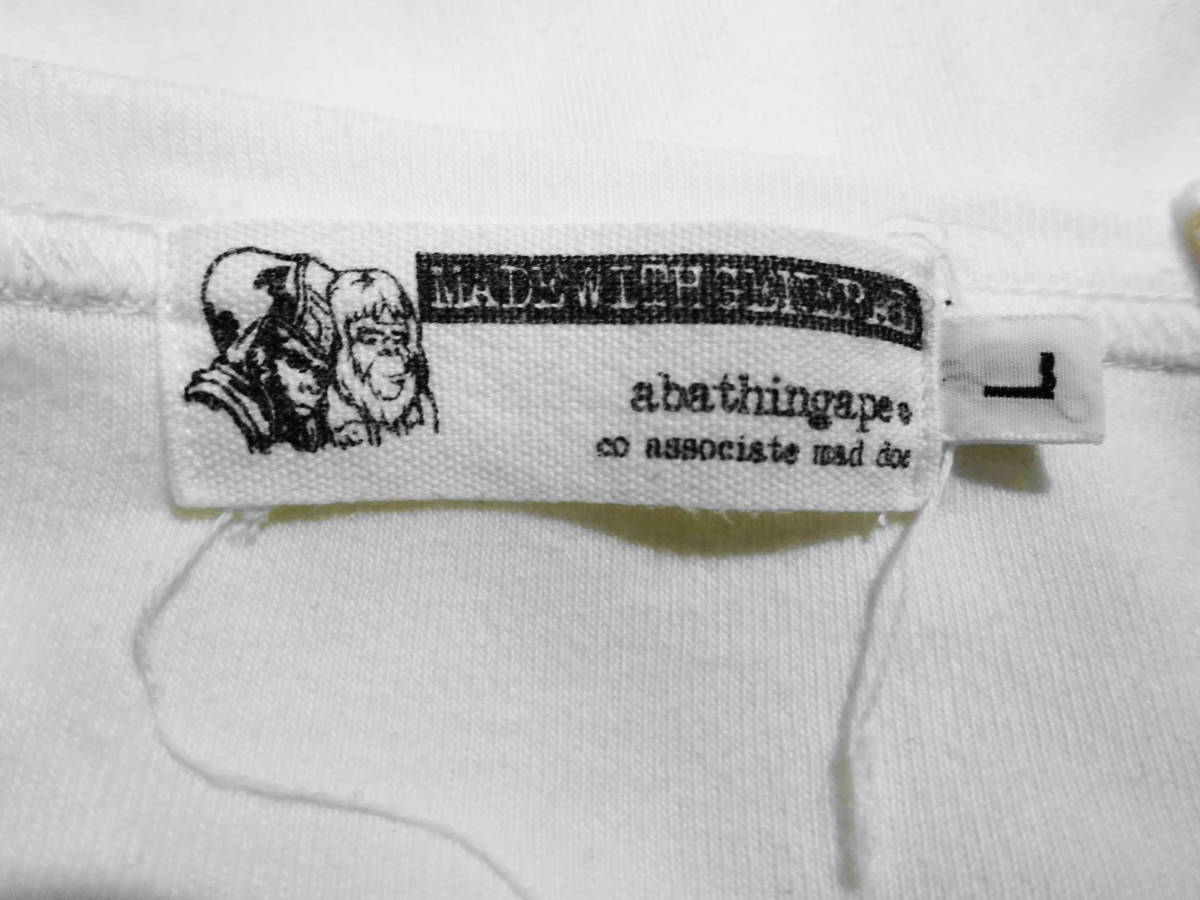 MADE WITH GENERAL
abathingape®
co associate mad doc
L